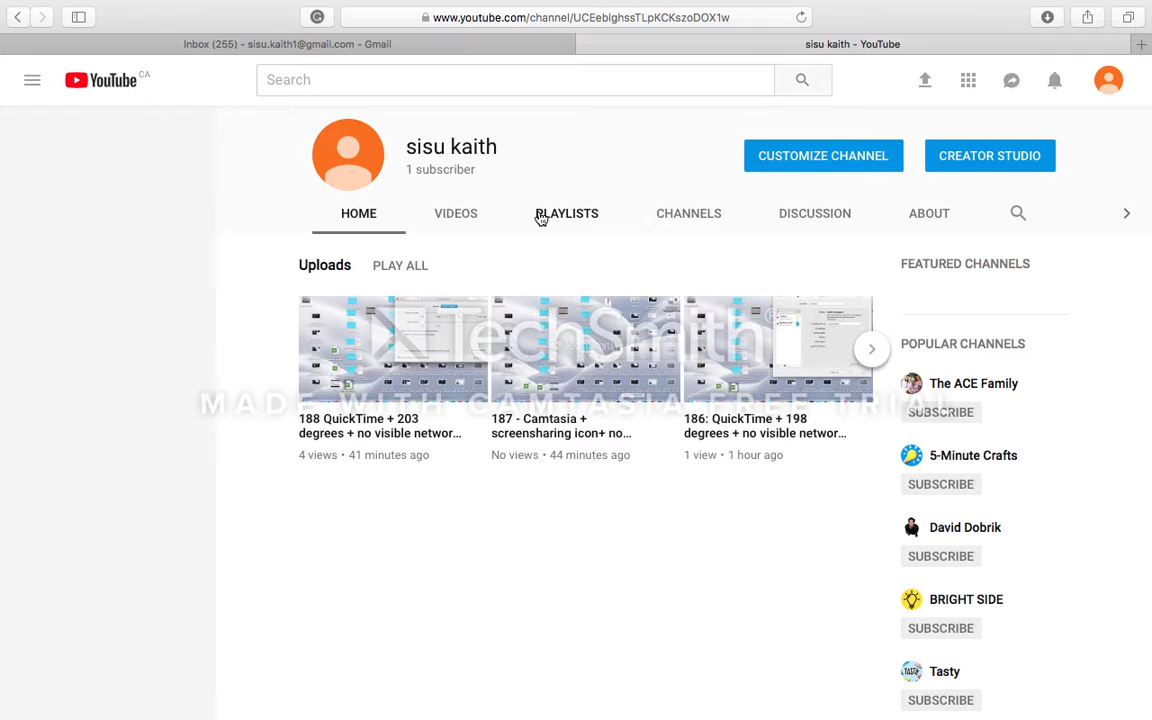 www.youtube.com/channel/UCEebIghssTLpKCKszoDOX1w
Inbox (255) - sisu.kaith1@gmail.com - Gmail
sisu kaith - YouTube
YouTube CA
Search
sisu kaith
1 subscriber
CUSTOMIZE CHANNEL
CREATOR STUDIO
HOME
VIDEOS
PLAYLISTS
CHANNELS
DISCUSSION
ABOUT
Uploads
PLAY ALL
TechSmith
MADE WITH CAMTASIA FREE TRIAL
188 QuickTime + 203
degrees + no visible networ...
4 views • 41 minutes ago
187 - Camtasia +
screensharing icon+ no...
No views • 44 minutes ago
186: QuickTime + 198
degrees + no visible networ...
1 view • 1 hour ago
FEATURED CHANNELS
POPULAR CHANNELS
The ACE Family
SUBSCRIBE
5-Minute Crafts
SUBSCRIBE
David Dobrik
SUBSCRIBE
BRIGHT SIDE
SUBSCRIBE
Tasty
SUBSCRIBE